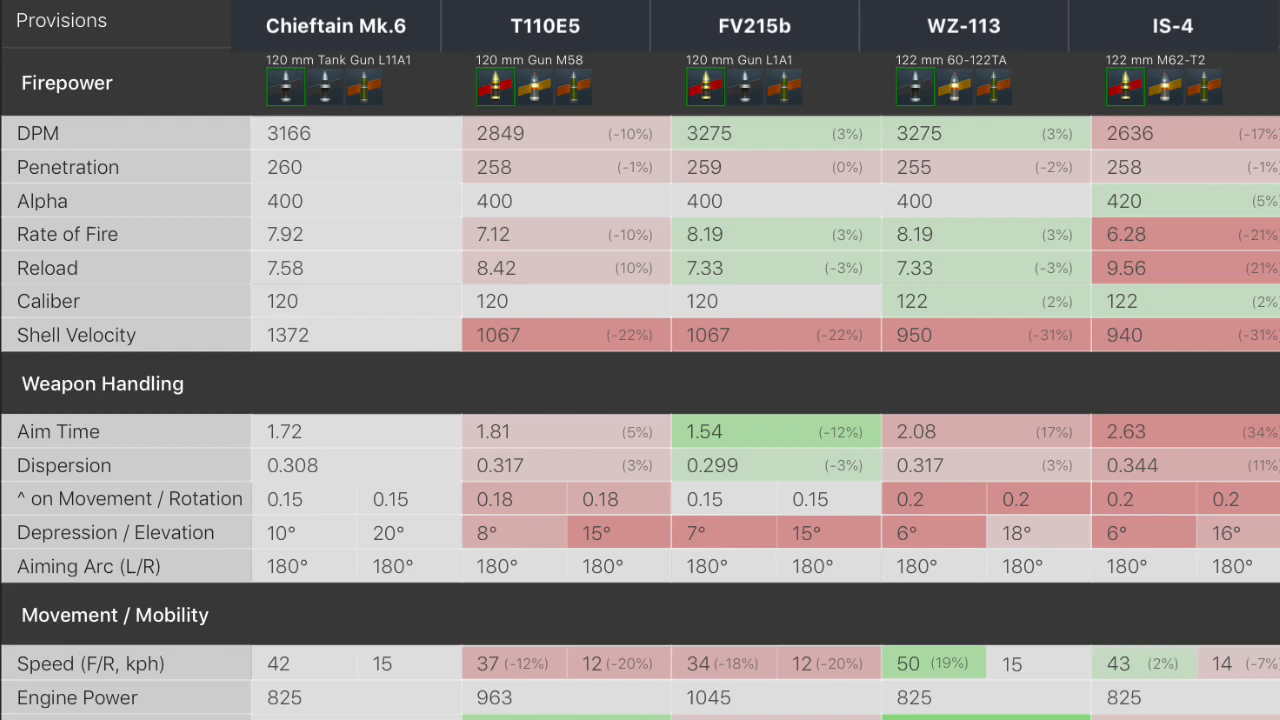 Provisions Chieftain Mk.6 T110E5 FV215b WZ-113 IS-4
120 mm Tank Gun L11A1 120 mm Gun M58 120 mm Gun L1A1 122 mm 60-122TA 122 mm M62-T2
Firepower
DPM 3166 2849 (-10%) 3275 (3%) 3275 (3%) 2636 (-17%
Penetration 260 258 (-1%) 259 (0%) 255 (-2%) 258 (-1%
Alpha 400 400 400 400 420 (5%
Rate of Fire 7.92 7.12 (-10%) 8.19 (3%) 8.19 (3%) 6.28 (-21%
Reload 7.58 8.42 (10%) 7.33 (-3%) 7.33 (-3%) 9.56 (21%
Caliber 120 120 120 122 (2%) 122 (2%
Shell Velocity 1372 1067 (-22%) 1067 (-22%) 950 (-31%) 940 (-31%
Weapon Handling
Aim Time 1.72 1.81 (5%) 1.54 (-12%) 2.08 (17%) 2.63 (34%
Dispersion 0.308 0.317 (3%) 0.299 (-3%) 0.317 (3%) 0.344 (11%
^ on Movement / Rotation 0.15 0.15 0.18 0.18 0.15 0.15 0.2 0.2 0.2 0.2
Depression / Elevation 10° 20° 8° 15° 7° 15° 6° 18° 6° 16°
Aiming Arc (L/R) 180° 180° 180° 180° 180° 180° 180° 180° 180° 180°
Movement / Mobility
Speed (F/R, kph) 42 15 37 (-12%) 12 (-20%) 34 (-18%) 12 (-20%) 50 (19%) 15 43 (2%) 14 (-7%
Engine Power 825 963 1045 825 825